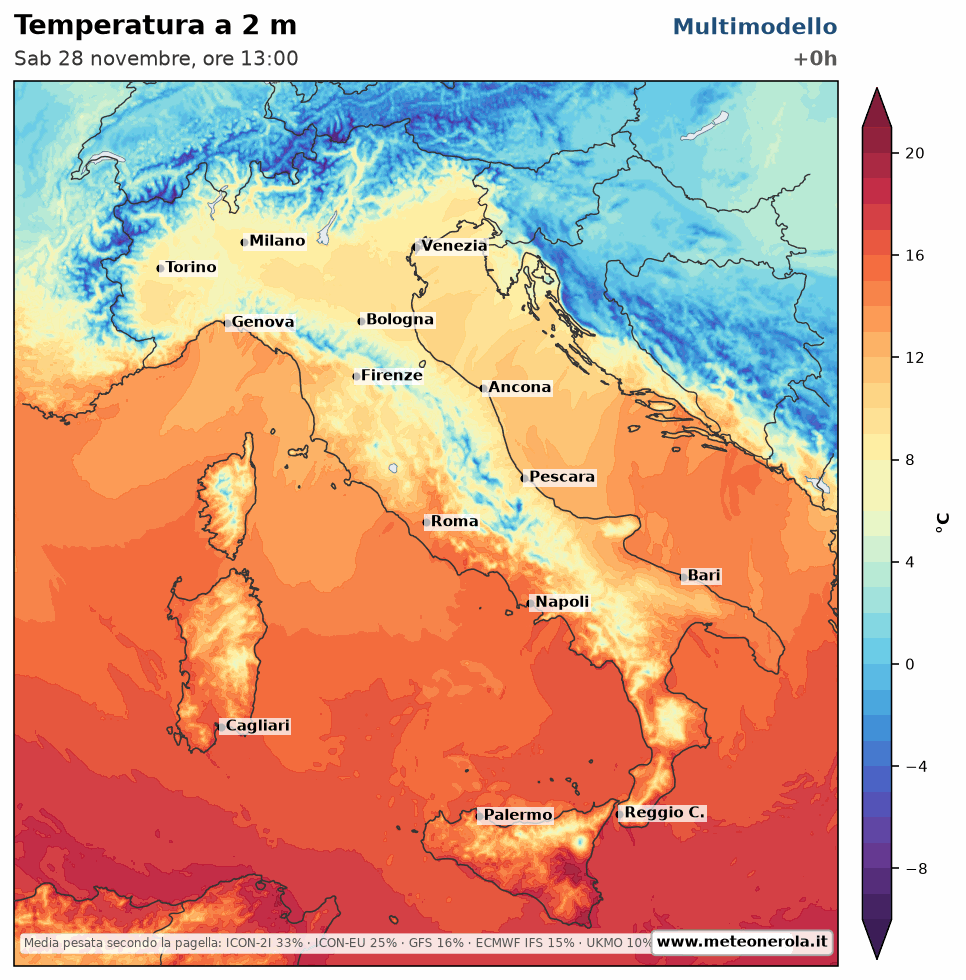 Temperatura a 2 m
Multimodello
Sab 28 novembre, ore 13:00
+0h
20
16
12
8
4
0
−4
−8
°C
Milano
Venezia
Torino
Genova
Bologna
Firenze
Ancona
Pescara
Roma
Bari
Napoli
Cagliari
Palermo
Reggio C.
Media pesata secondo la pagella: ICON-2I 33% · ICON-EU 25% · GFS 16% · ECMWF IFS 15% · UKMO 10%
www.meteonerola.it